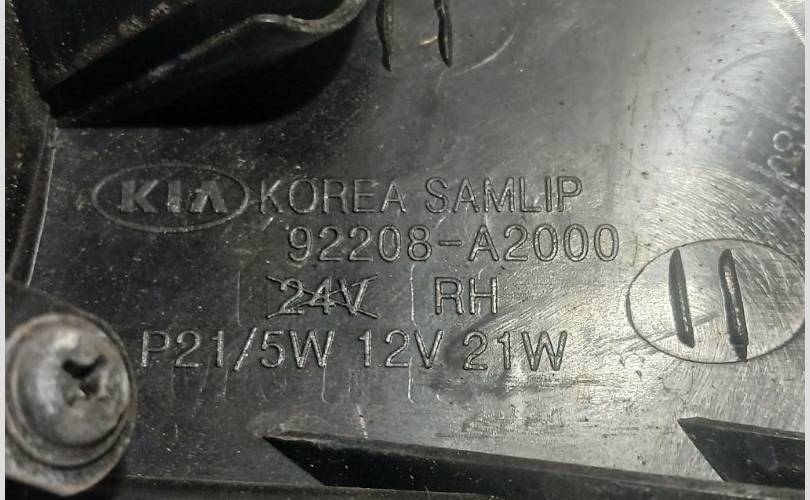 KIA KOREA SAMLIP
92208-A2000
24V RH
P21/5W 12V 21W